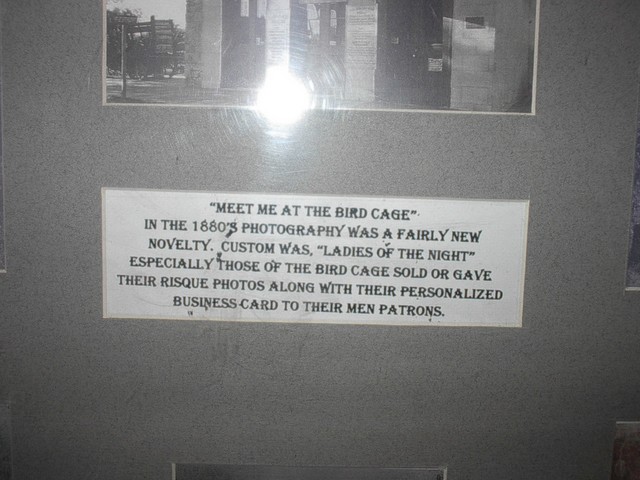 "MEET ME AT THE BIRD CAGE"
IN THE 1880'S PHOTOGRAPHY WAS A FAIRLY NEW
NOVELTY. CUSTOM WAS, "LADIES OF THE NIGHT"
ESPECIALLY THOSE OF THE BIRD CAGE SOLD OR GAVE
THEIR RISQUE PHOTOS ALONG WITH THEIR PERSONALIZED
BUSINESS CARD TO THEIR MEN PATRONS.